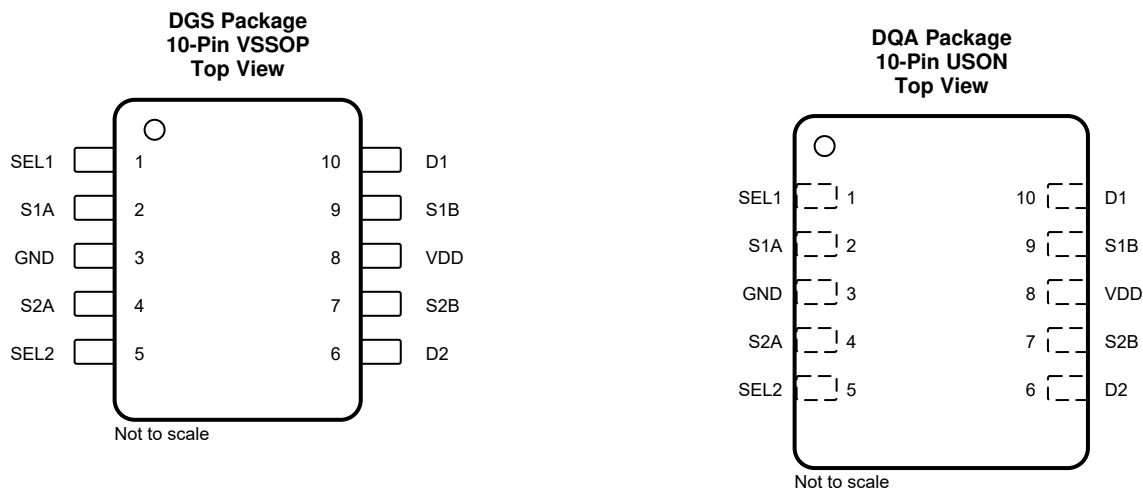 DGS Package
10-Pin VSSOP
Top View
SEL1 1 10 D1
S1A 2 9 S1B
GND 3 8 VDD
S2A 4 7 S2B
SEL2 5 6 D2
Not to scale
DQA Package
10-Pin USON
Top View
SEL1 1 10 D1
S1A 2 9 S1B
GND 3 8 VDD
S2A 4 7 S2B
SEL2 5 6 D2
Not to scale